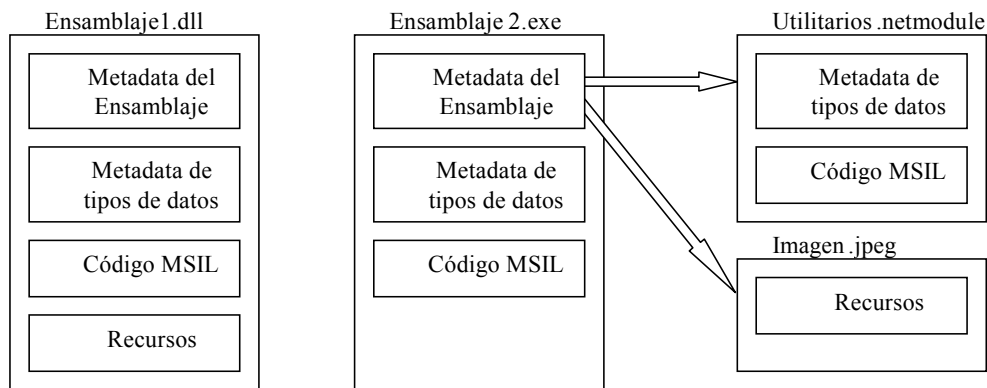 Ensamblaje1.dll
Metadata del
Ensamblaje
Metadata de
tipos de datos
Código MSIL
Recursos
Ensamblaje 2.exe
Metadata del
Ensamblaje
Metadata de
tipos de datos
Código MSIL
Utilitarios .netmodule
Metadata de
tipos de datos
Código MSIL
Imagen .jpeg
Recursos